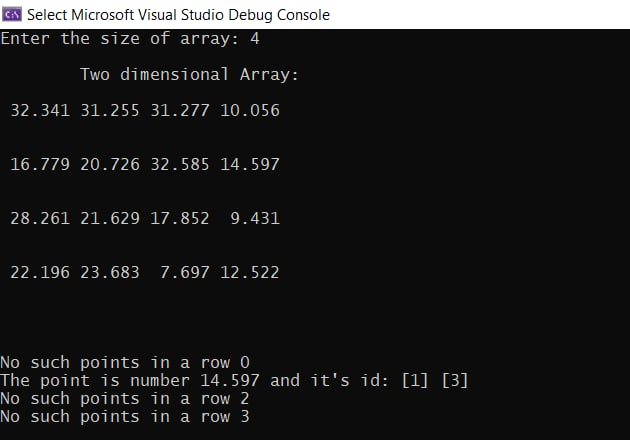 Select Microsoft Visual Studio Debug Console
Enter the size of array: 4
Two dimensional Array:
32.341 31.255 31.277 10.056
16.779 20.726 32.585 14.597
28.261 21.629 17.852 9.431
22.196 23.683 7.697 12.522
No such points in a row 0
The point is number 14.597 and it's id: [1] [3]
No such points in a row 2
No such points in a row 3